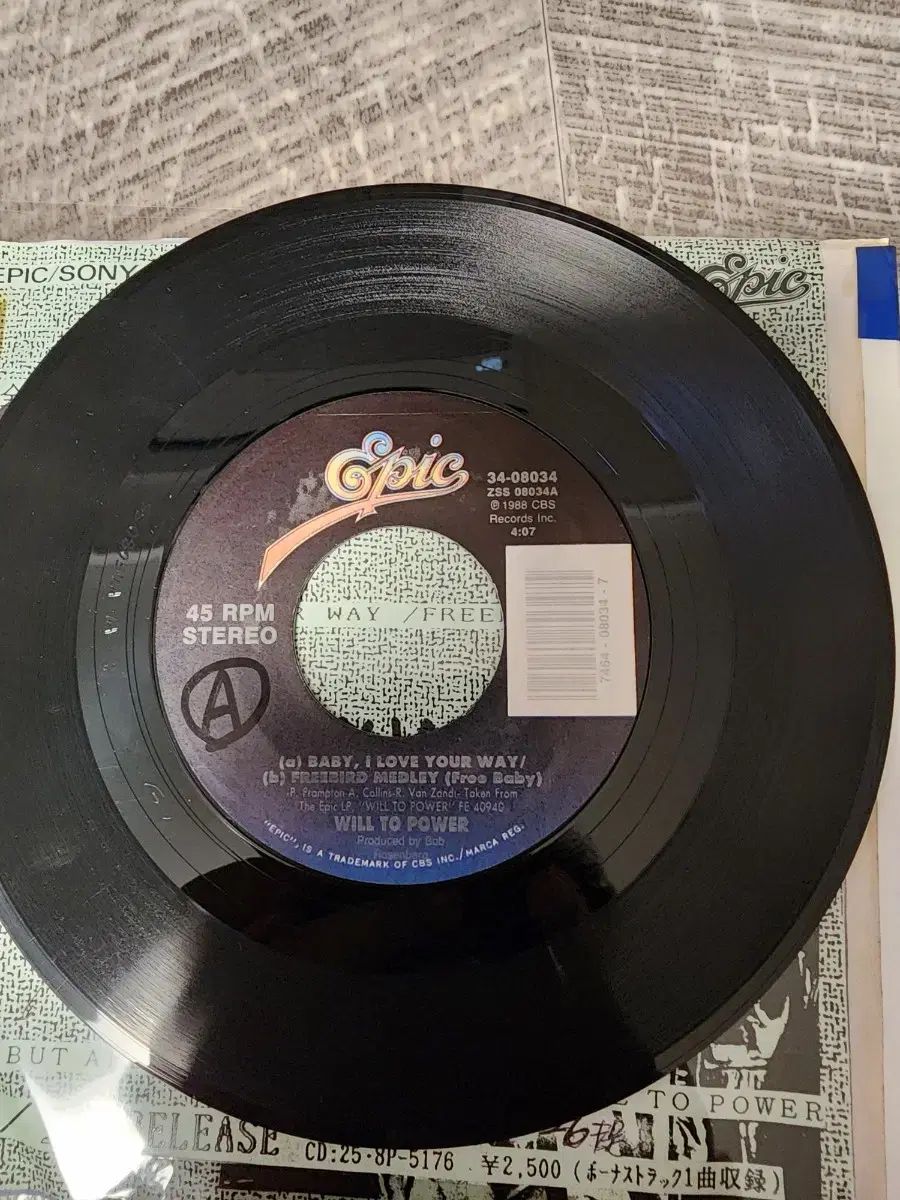 EPIC/SONY
Epic
Epic
34-08034
ZSS 08034A
℗ 1988 CBS
Records Inc.
4:07
45 RPM
STEREO
WAY /FREE
7464-08034-7
A
(a) BABY, I LOVE YOUR WAY/
(b) FREEBIRD MEDLEY (Free Baby)
-P. Frampton-A. Collins-R. Van Zandt- Taken From
The Epic LP, "WILL TO POWER" FE 40940
WILL TO POWER
Produced by Bob
Rosenberg
"EPIC", IS A TRADEMARK OF CBS INC./MARCA REG.
BUT A
TO POWER
RELEASE
CD:25·8P-5176 ¥2,500 (ボーナストラック1曲収録)